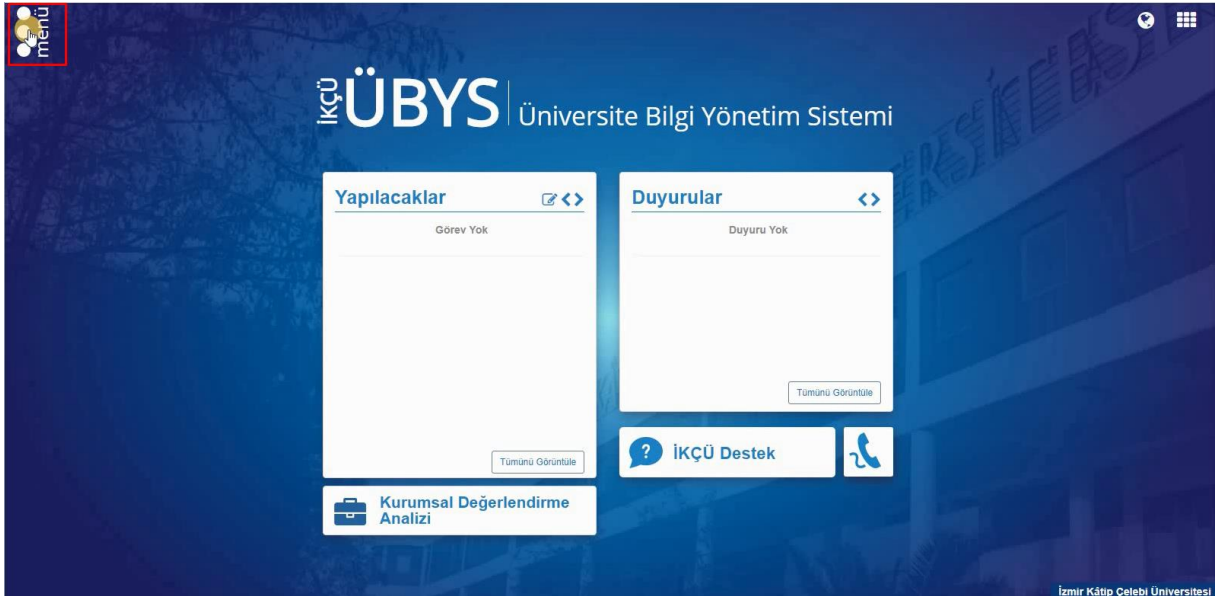 menü
İKÇÜ ÜBYS Üniversite Bilgi Yönetim Sistemi
Yapılacaklar
Görev Yok
Tümünü Görüntüle
Kurumsal Değerlendirme
Analizi
Duyurular
Duyuru Yok
Tümünü Görüntüle
İKÇÜ Destek
İzmir Kâtip Çelebi Üniversitesi